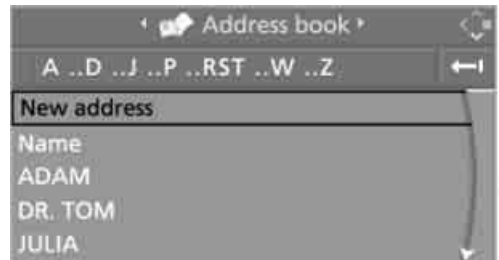 Address book
A ..D ..J ..P ..RST ..W ..Z
New address
Name
ADAM
DR. TOM
JULIA